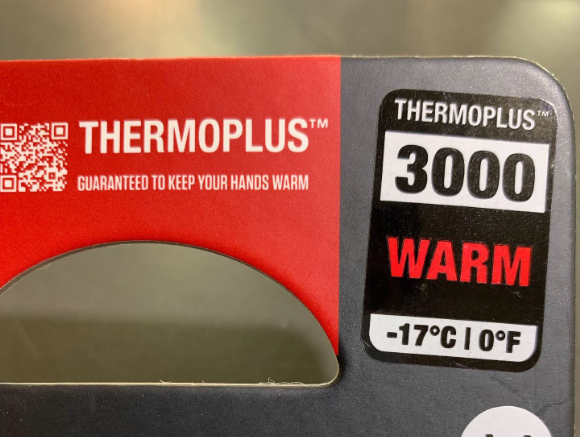 THERMOPLUS™
GUARANTEED TO KEEP YOUR HANDS WARM
THERMOPLUS™
3000
WARM
-17°C | 0°F